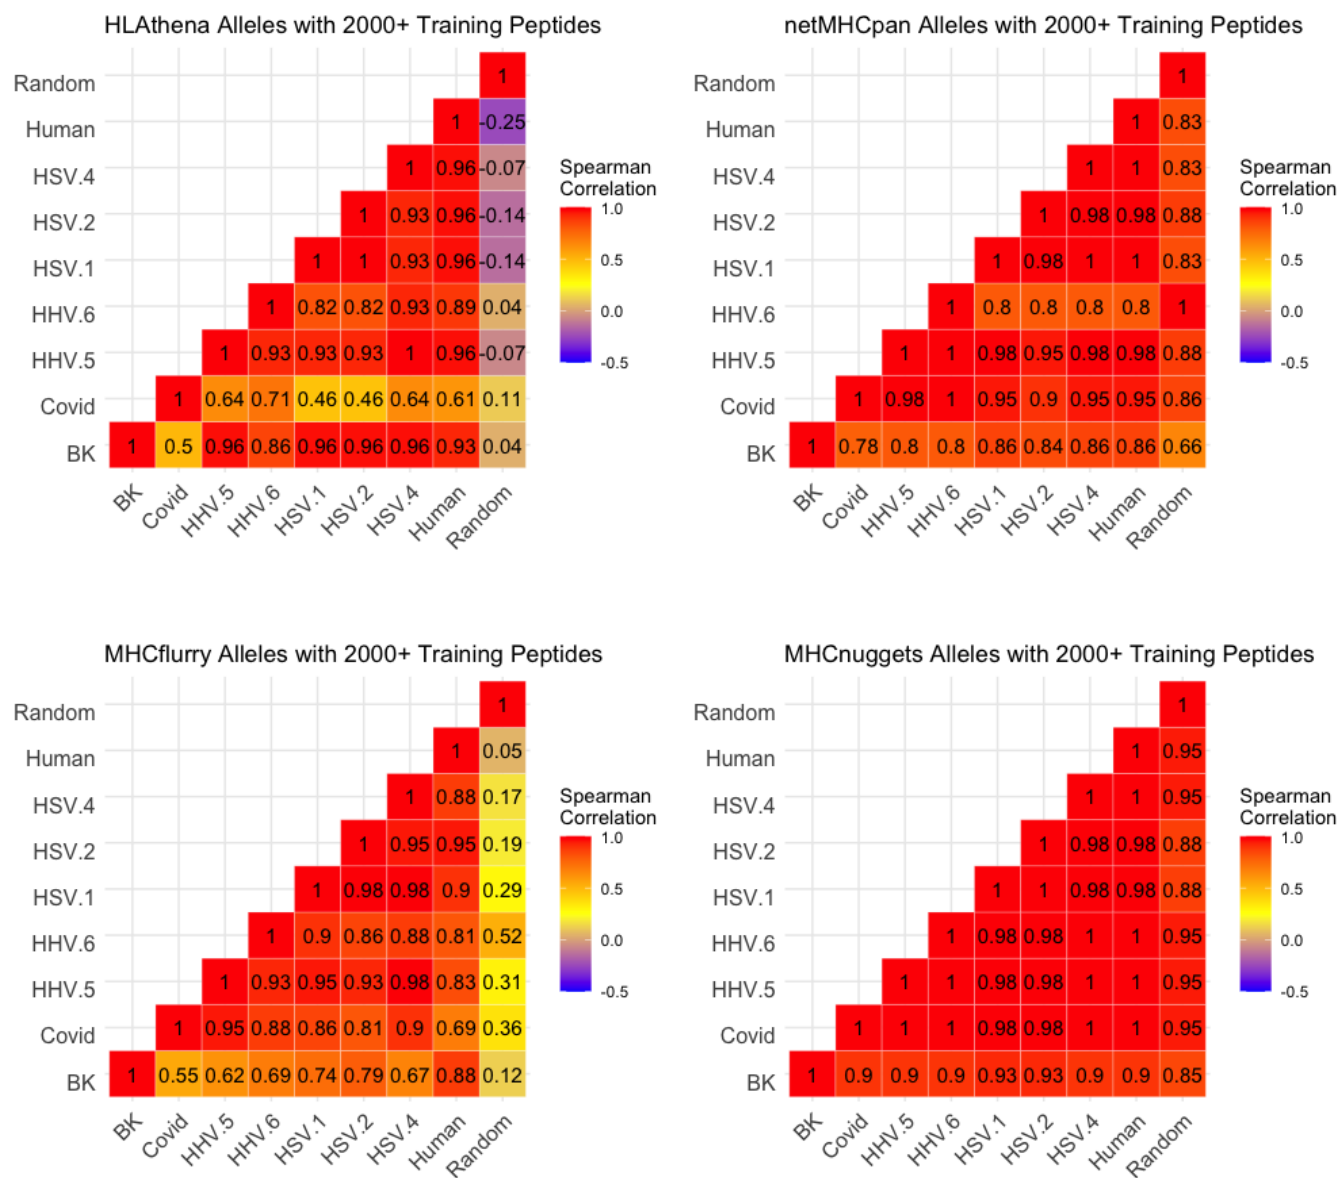 HLAthena Alleles with 2000+ Training Peptides
Random 1
Human 1 -0.25
HSV.4 1 0.96 -0.07
HSV.2 1 0.93 0.96 -0.14
HSV.1 1 1 0.93 0.96 -0.14
HHV.6 1 0.82 0.82 0.93 0.89 0.04
HHV.5 1 0.93 0.93 0.93 1 0.96 -0.07
Covid 1 0.64 0.71 0.46 0.46 0.64 0.61 0.11
BK 1 0.5 0.96 0.86 0.96 0.96 0.96 0.93 0.04
BK Covid HHV.5 HHV.6 HSV.1 HSV.2 HSV.4 Human Random
Spearman
Correlation
1.0
0.5
0.0
-0.5
netMHCpan Alleles with 2000+ Training Peptides
Random 1
Human 1 0.83
HSV.4 1 1 0.83
HSV.2 1 0.98 0.98 0.88
HSV.1 1 0.98 1 1 0.83
HHV.6 1 0.8 0.8 0.8 0.8 1
HHV.5 1 1 0.98 0.95 0.98 0.98 0.88
Covid 1 0.98 1 0.95 0.9 0.95 0.95 0.86
BK 1 0.78 0.8 0.8 0.86 0.84 0.86 0.86 0.66
BK Covid HHV.5 HHV.6 HSV.1 HSV.2 HSV.4 Human Random
Spearman
Correlation
1.0
0.5
0.0
-0.5
MHCflurry Alleles with 2000+ Training Peptides
Random 1
Human 1 0.05
HSV.4 1 0.88 0.17
HSV.2 1 0.95 0.95 0.19
HSV.1 1 0.98 0.98 0.9 0.29
HHV.6 1 0.9 0.86 0.88 0.81 0.52
HHV.5 1 0.93 0.95 0.93 0.98 0.83 0.31
Covid 1 0.95 0.88 0.86 0.81 0.9 0.69 0.36
BK 1 0.55 0.62 0.69 0.74 0.79 0.67 0.88 0.12
BK Covid HHV.5 HHV.6 HSV.1 HSV.2 HSV.4 Human Random
Spearman
Correlation
1.0
0.5
0.0
-0.5
MHCnuggets Alleles with 2000+ Training Peptides
Random 1
Human 1 0.95
HSV.4 1 1 0.95
HSV.2 1 0.98 0.98 0.88
HSV.1 1 1 0.98 0.98 0.88
HHV.6 1 0.98 0.98 1 1 0.95
HHV.5 1 1 0.98 0.98 1 1 0.95
Covid 1 1 1 0.98 0.98 1 1 0.95
BK 1 0.9 0.9 0.9 0.93 0.93 0.9 0.9 0.85
BK Covid HHV.5 HHV.6 HSV.1 HSV.2 HSV.4 Human Random
Spearman
Correlation
1.0
0.5
0.0
-0.5